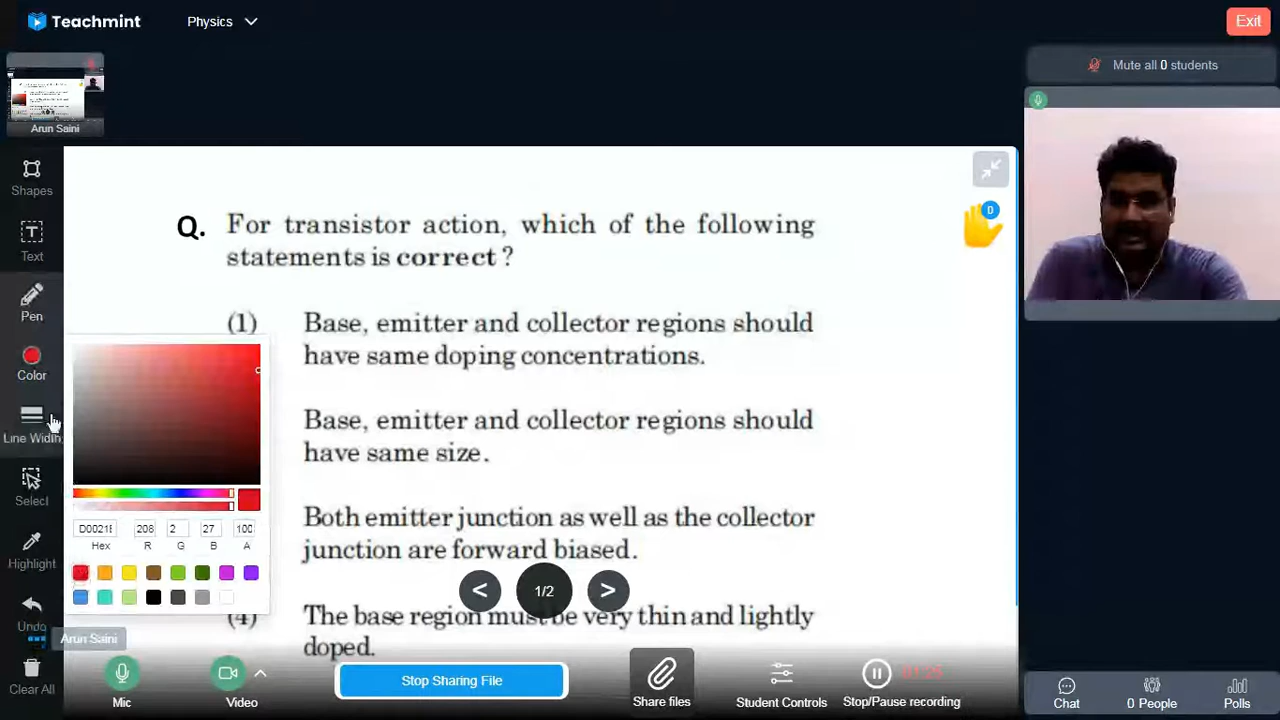 Teachmint
Physics
Exit
Mute all 0 students
Arun Saini
Shapes
Text
Pen
Color
Line Width
Select
Highlight
Undo
Arun Saini
Clear All
0
Q. For transistor action, which of the following
statements is correct ?
(1) Base, emitter and collector regions should
have same doping concentrations.
Base, emitter and collector regions should
have same size.
Both emitter junction as well as the collector
junction are forward biased.
(4) The base region must be very thin and lightly
doped.
208 2 27 100
Hex R G B A
< 1/2 >
Mic
Video
Stop Sharing File
Share files
Student Controls
Stop/Pause recording
Chat
0 People
Polls